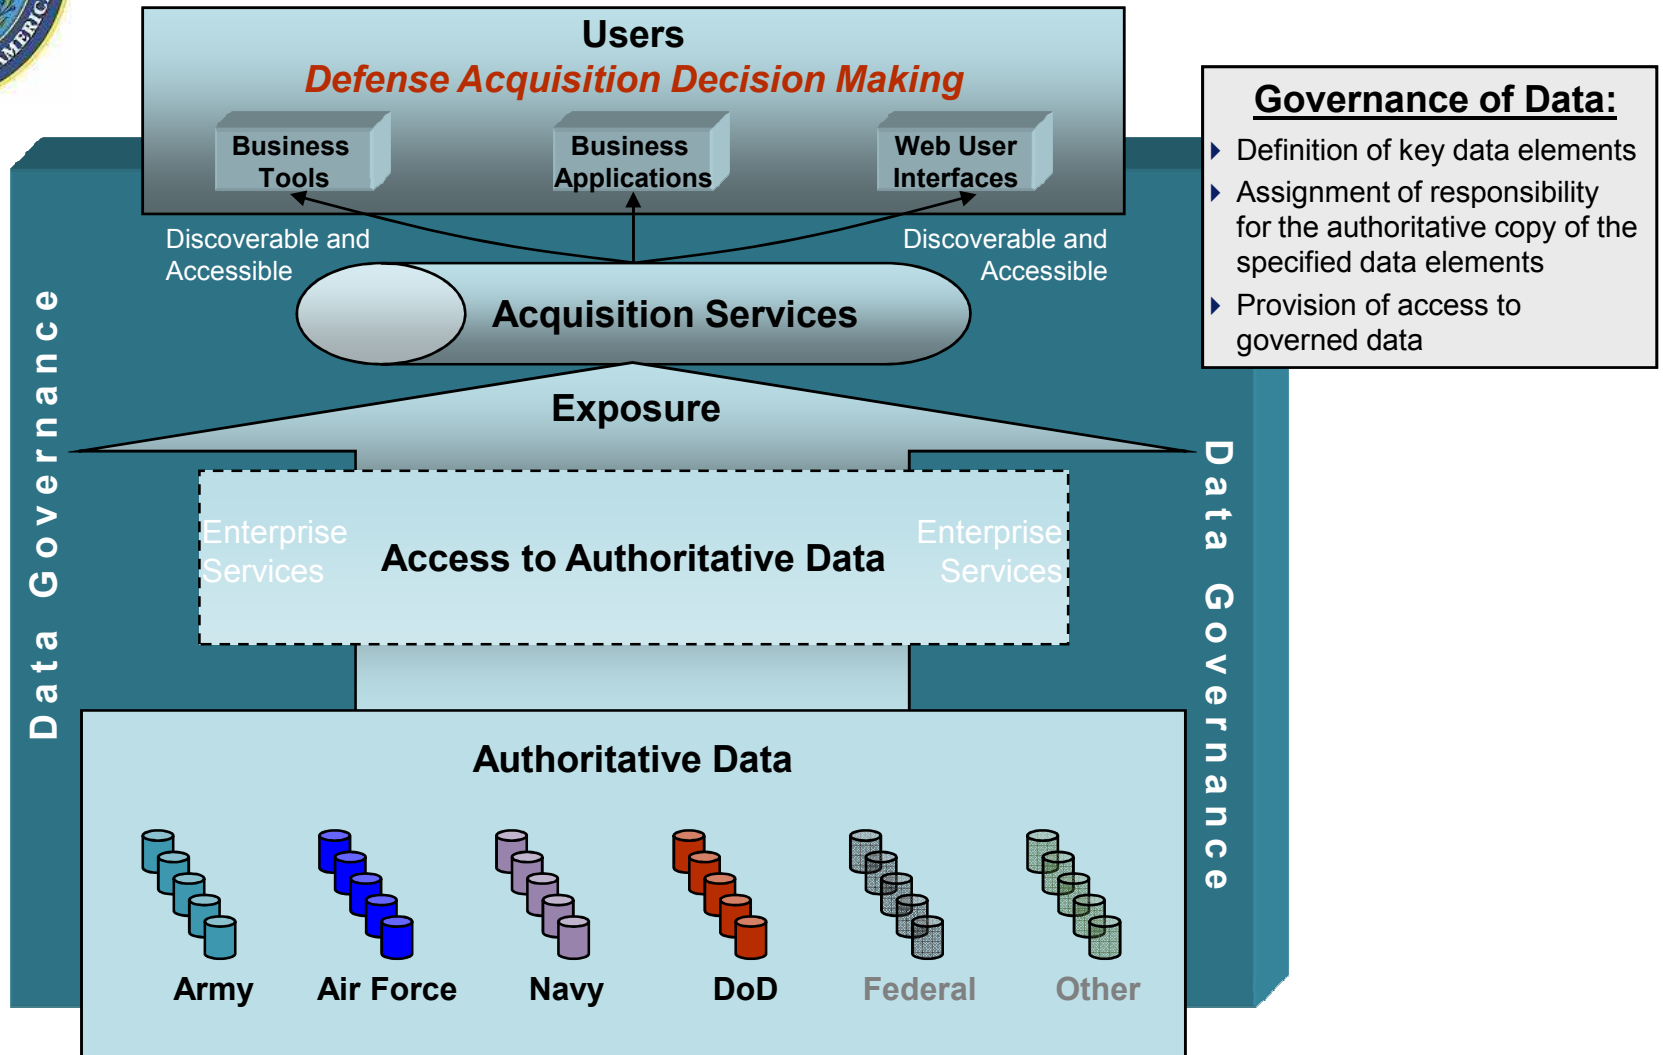 AMERICA
Users
Defense Acquisition Decision Making
Business
Tools
Business
Applications
Web User
Interfaces
Discoverable and
Accessible
Discoverable and
Accessible
Acquisition Services
Exposure
Enterprise
Services
Access to Authoritative Data
Enterprise
Services
Data Governance
Data Governance
Authoritative Data
Army
Air Force
Navy
DoD
Federal
Other
Governance of Data:
Definition of key data elements
Assignment of responsibility
for the authoritative copy of the
specified data elements
Provision of access to
governed data